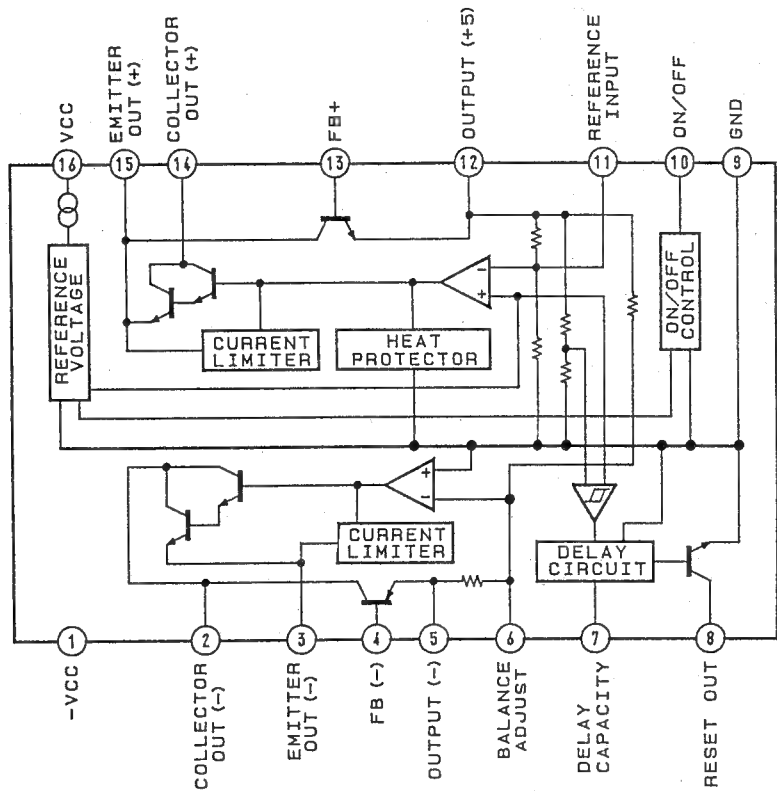 VCC
EMITTER
OUT (+)
COLLECTOR
OUT (+)
FB+
OUTPUT (+5)
REFERENCE
INPUT
ON/OFF
GND
16
15
14
13
12
11
10
9
REFERENCE
VOLTAGE
CURRENT
LIMITER
HEAT
PROTECTOR
-
+
ON/OFF
CONTROL
+
-
CURRENT
LIMITER
DELAY
CIRCUIT
1
2
3
4
5
6
7
8
-VCC
COLLECTOR
OUT (-)
EMITTER
OUT (-)
FB (-)
OUTPUT (-)
BALANCE
ADJUST
DELAY
CAPACITY
RESET OUT